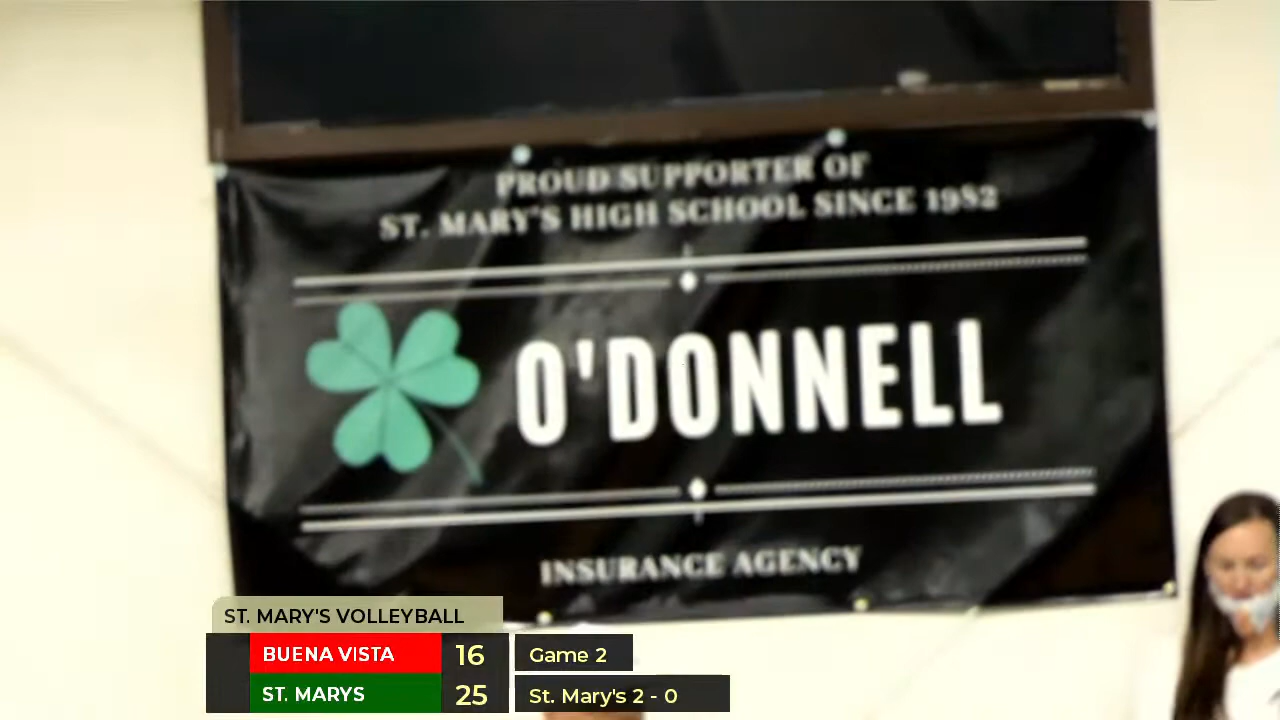 PROUD SUPPORTER OF
ST. MARY'S HIGH SCHOOL SINCE 1982
O'DONNELL
INSURANCE AGENCY
ST. MARY'S VOLLEYBALL
BUENA VISTA 16 Game 2
ST. MARYS 25 St. Mary's 2 - 0